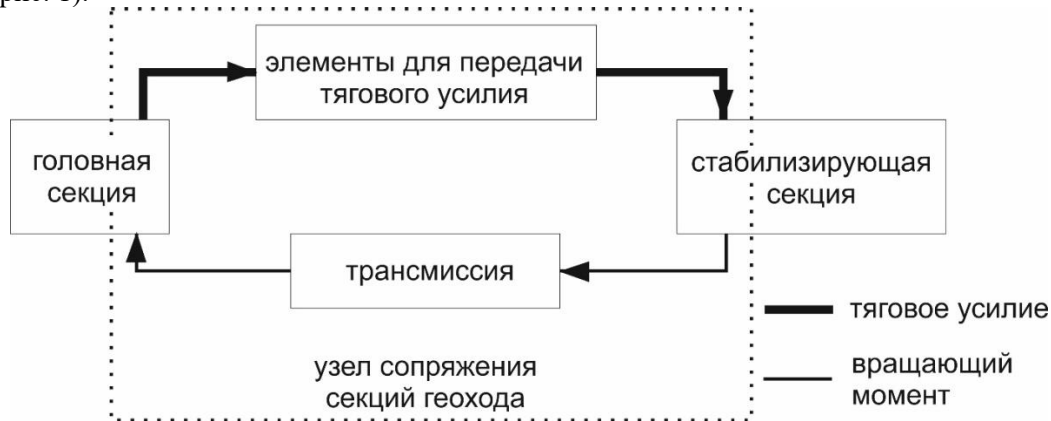 рис. 1).
элементы для передачи
тягового усилия
головная
секция
стабилизирующая
секция
трансмиссия
тяговое усилие
узел сопряжения
секций геохода
вращающий
момент